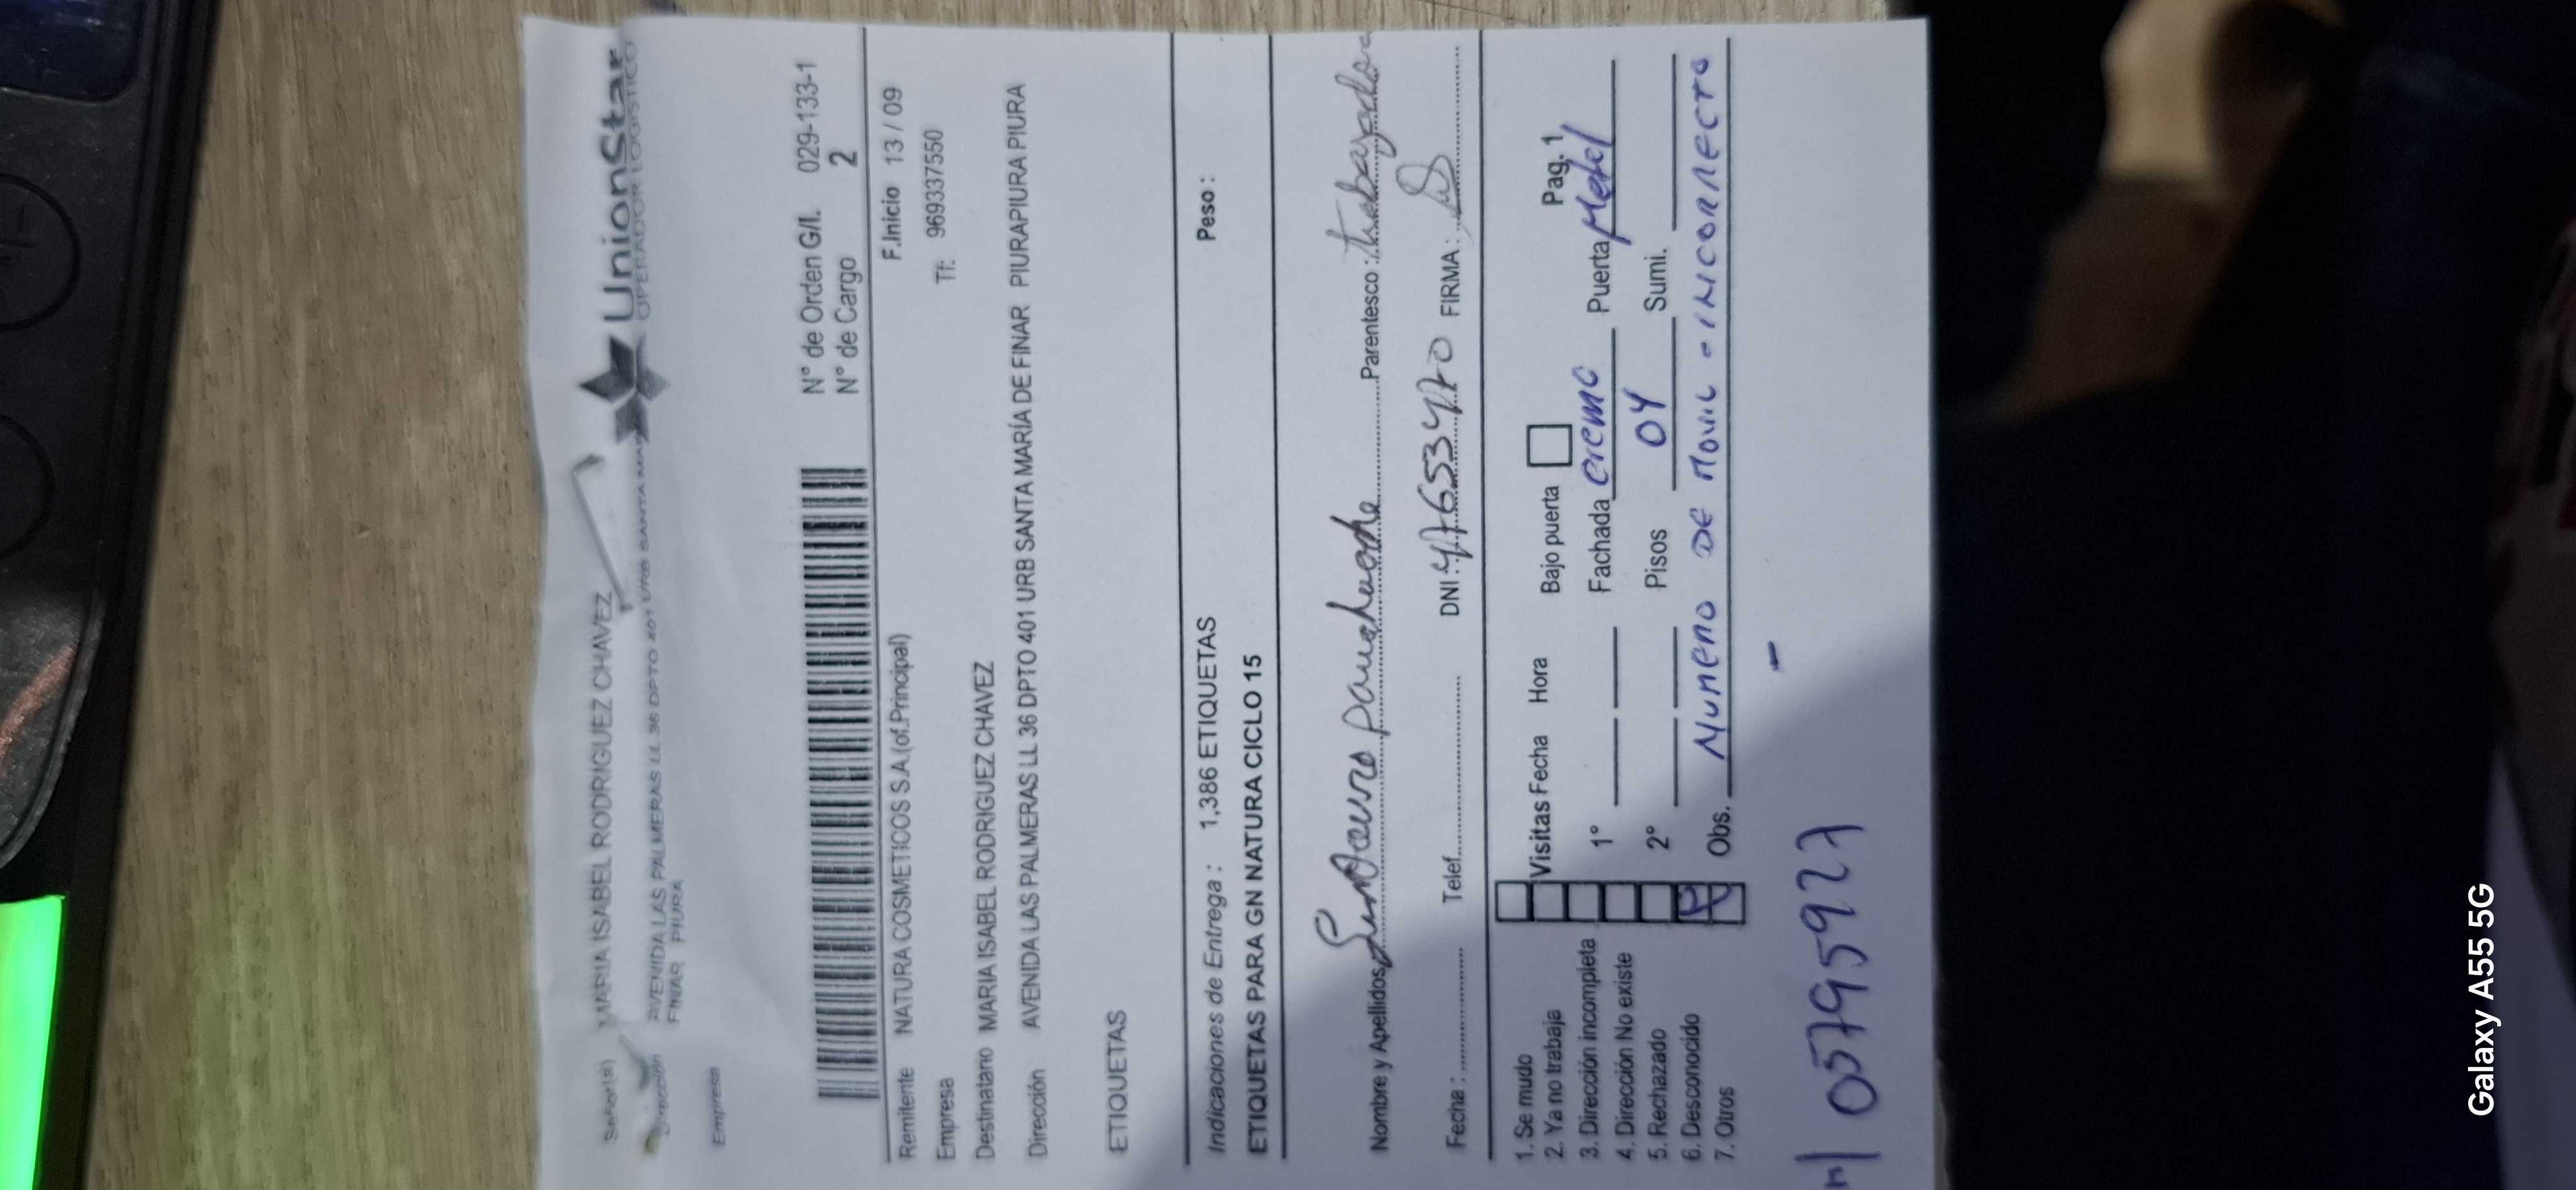 UnionStar
OPERADOR LOGISTICO
Señor(a) MARIA ISABEL RODRIGUEZ CHAVEZ
Dirección AVENIDA LAS PALMERAS LL 36 DPTO 401 URB SANTA MARÍA
FINAR PIURA
Empresa
N° de Orden G/I. 029-133-1
N° de Cargo 2
Remitente NATURA COSMETICOS S.A.(of.Principal) F.Inicio 13 / 09
Empresa Tf: 969337550
Destinatario MARIA ISABEL RODRIGUEZ CHAVEZ
Dirección : AVENIDA LAS PALMERAS LL 36 DPTO 401 URB SANTA MARÍA DE FINAR PIURAPIURA PIURA
ETIQUETAS
Indicaciones de Entrega : 1,386 ETIQUETAS Peso :
ETIQUETAS PARA GN NATURA CICLO 15
Nombre y Apellidos Parentesco :
Fecha : Telef. DNI : 47653470 FIRMA :
1. Se mudo
2. Ya no trabaja
3. Dirección incompleta
4. Dirección No existe
5. Rechazado
6. Desconocido
7. Otros
Visitas Fecha Hora Bajo puerta Pag. 1
1° Fachada cremo Puerta Metal
2° Pisos 04 Sumi.
Obs. Numero DE MOVIL INCORRECTO
05795927
Galaxy A55 5G